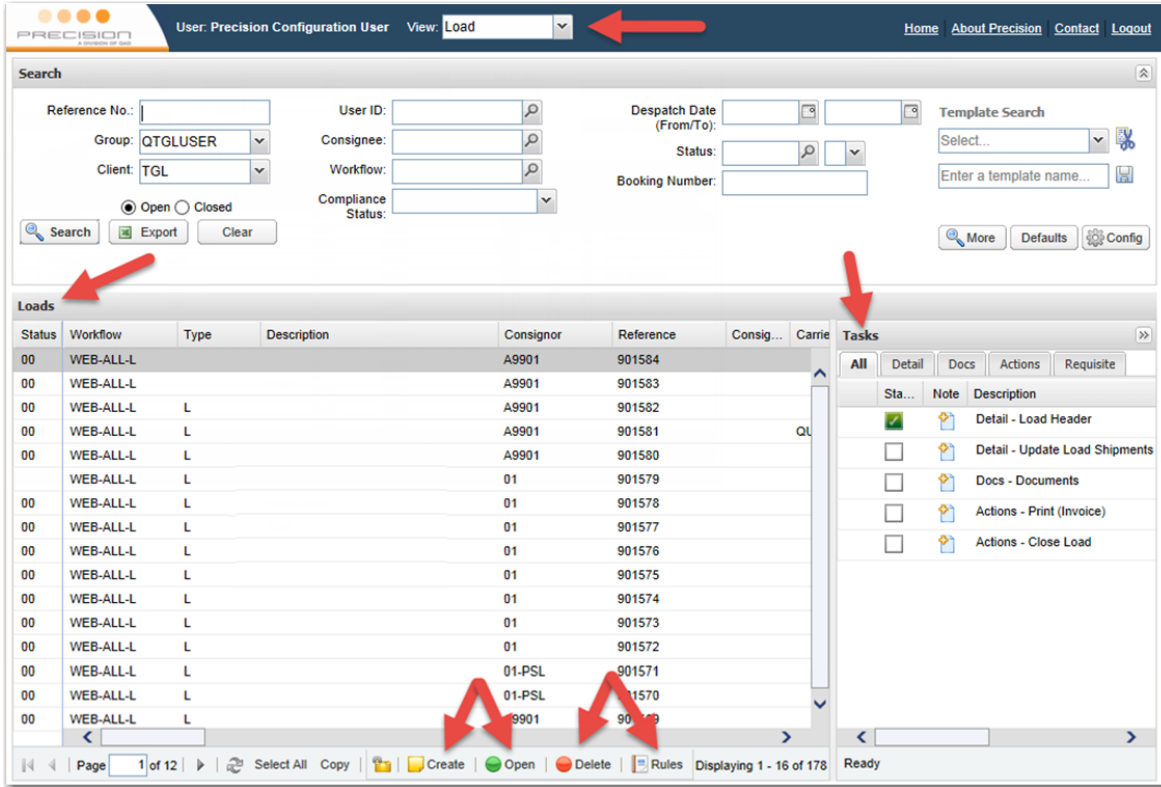 PRECISION
A DIVISION OF QAD
User: Precision Configuration User View: Load
Home About Precision Contact Logout
Search
Reference No.:
User ID:
Despatch Date (From/To):
Template Search
Group: QTGLUSER
Consignee:
Status:
Select...
Client: TGL
Workflow:
Booking Number:
Enter a template name...
Open Closed
Compliance Status:
Search Export Clear
More Defaults Config
Loads
Status Workflow Type Description Consignor Reference Consig... Carrie
00 WEB-ALL-L A9901 901584
00 WEB-ALL-L A9901 901583
00 WEB-ALL-L L A9901 901582
00 WEB-ALL-L L A9901 901581 QU
00 WEB-ALL-L L A9901 901580
WEB-ALL-L L 01 901579
00 WEB-ALL-L L 01 901578
00 WEB-ALL-L L 01 901577
00 WEB-ALL-L L 01 901576
00 WEB-ALL-L L 01 901575
00 WEB-ALL-L L 01 901574
00 WEB-ALL-L L 01 901573
00 WEB-ALL-L L 01 901572
00 WEB-ALL-L L 01-PSL 901571
00 WEB-ALL-L L 01-PSL
00 WEB-ALL-L L
Page 1 of 12 Select All Copy Create Open Delete Rules Displaying 1 - 16 of 178
Tasks
All Detail Docs Actions Requisite
Sta... Note Description
Detail - Load Header
Detail - Update Load Shipments
Docs - Documents
Actions - Print (Invoice)
Actions - Close Load
Ready